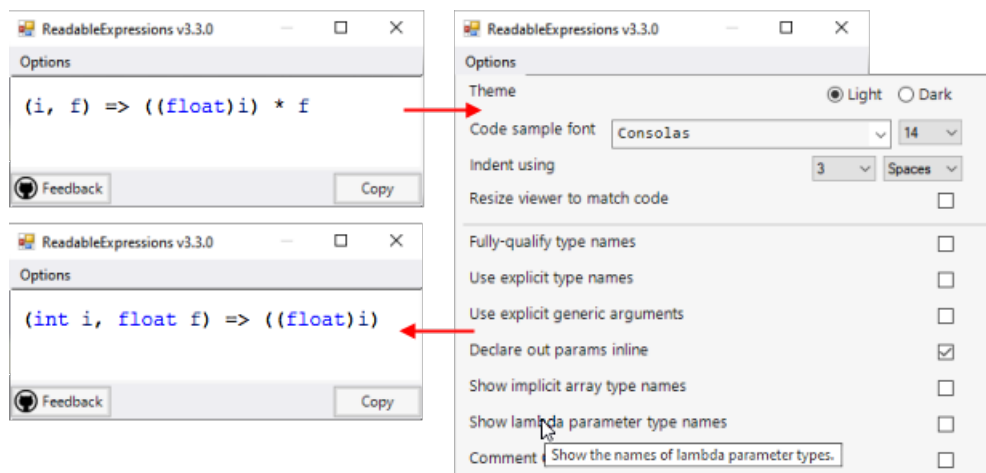 ReadableExpressions v3.3.0
Options
(i, f) => ((float)i) * f
Feedback
Copy
ReadableExpressions v3.3.0
Options
Theme
Light
Dark
Code sample font
Consolas
14
Indent using
3
Spaces
Resize viewer to match code
Fully-qualify type names
Use explicit type names
Use explicit generic arguments
Declare out params inline
Show implicit array type names
Show lambda parameter type names
Comment
Show the names of lambda parameter types.
ReadableExpressions v3.3.0
Options
(int i, float f) => ((float)i)
Feedback
Copy